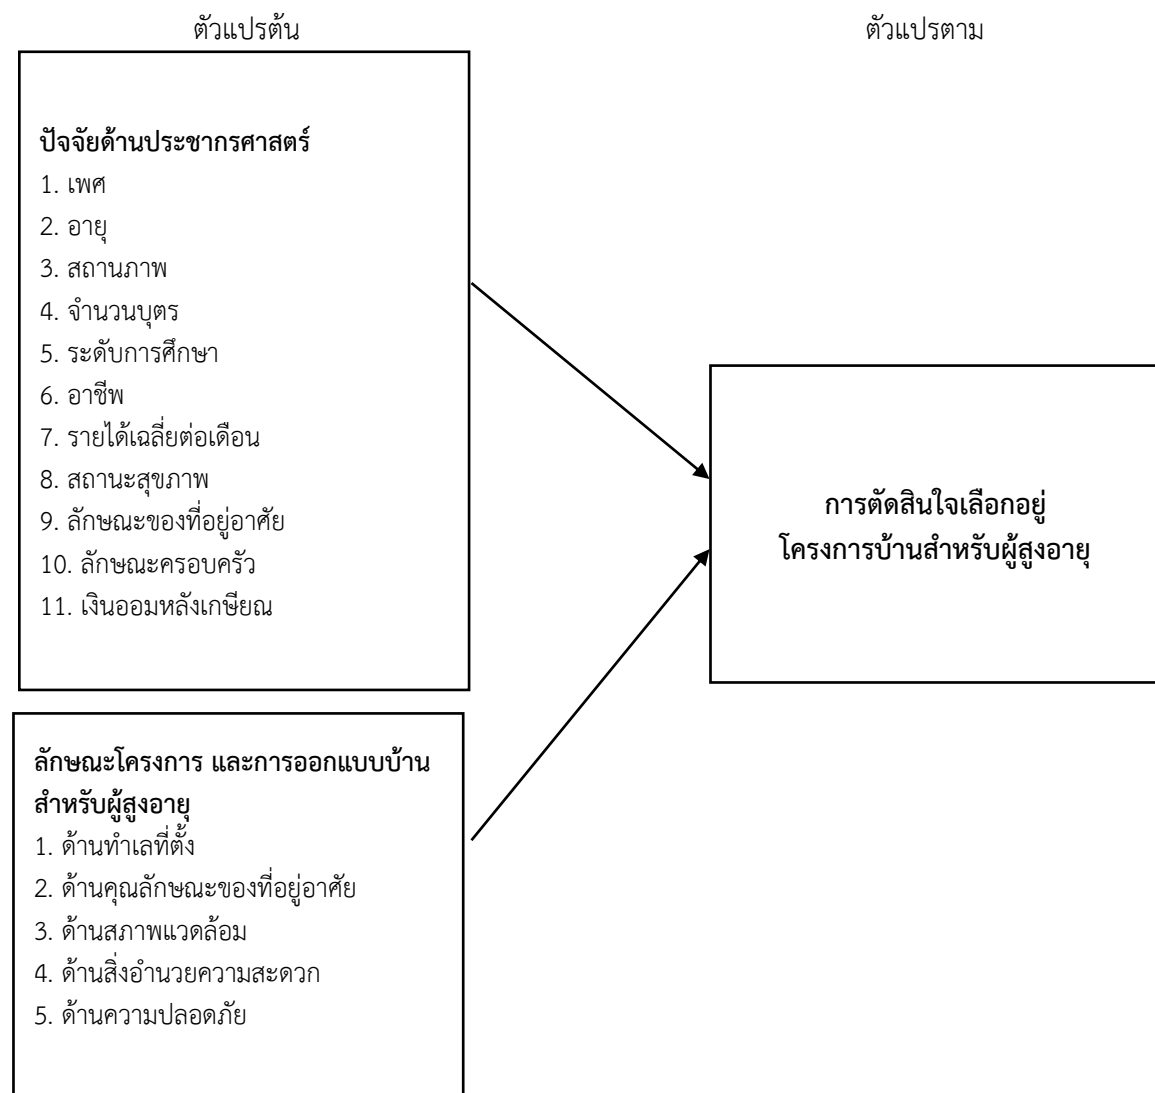 ตัวแปรต้น
ตัวแปรตาม
ปัจจัยด้านประชากรศาสตร์
1. เพศ
2. อายุ
3. สถานภาพ
4. จำนวนบุตร
5. ระดับการศึกษา
6. อาชีพ
7. รายได้เฉลี่ยต่อเดือน
8. สถานะสุขภาพ
9. ลักษณะของที่อยู่อาศัย
10. ลักษณะครอบครัว
11. เงินออมหลังเกษียณ
การตัดสินใจเลือกอยู่
โครงการบ้านสำหรับผู้สูงอายุ
ลักษณะโครงการ และการออกแบบบ้าน
สำหรับผู้สูงอายุ
1. ด้านทำเลที่ตั้ง
2. ด้านคุณลักษณะของที่อยู่อาศัย
3. ด้านสภาพแวดล้อม
4. ด้านสิ่งอำนวยความสะดวก
5. ด้านความปลอดภัย